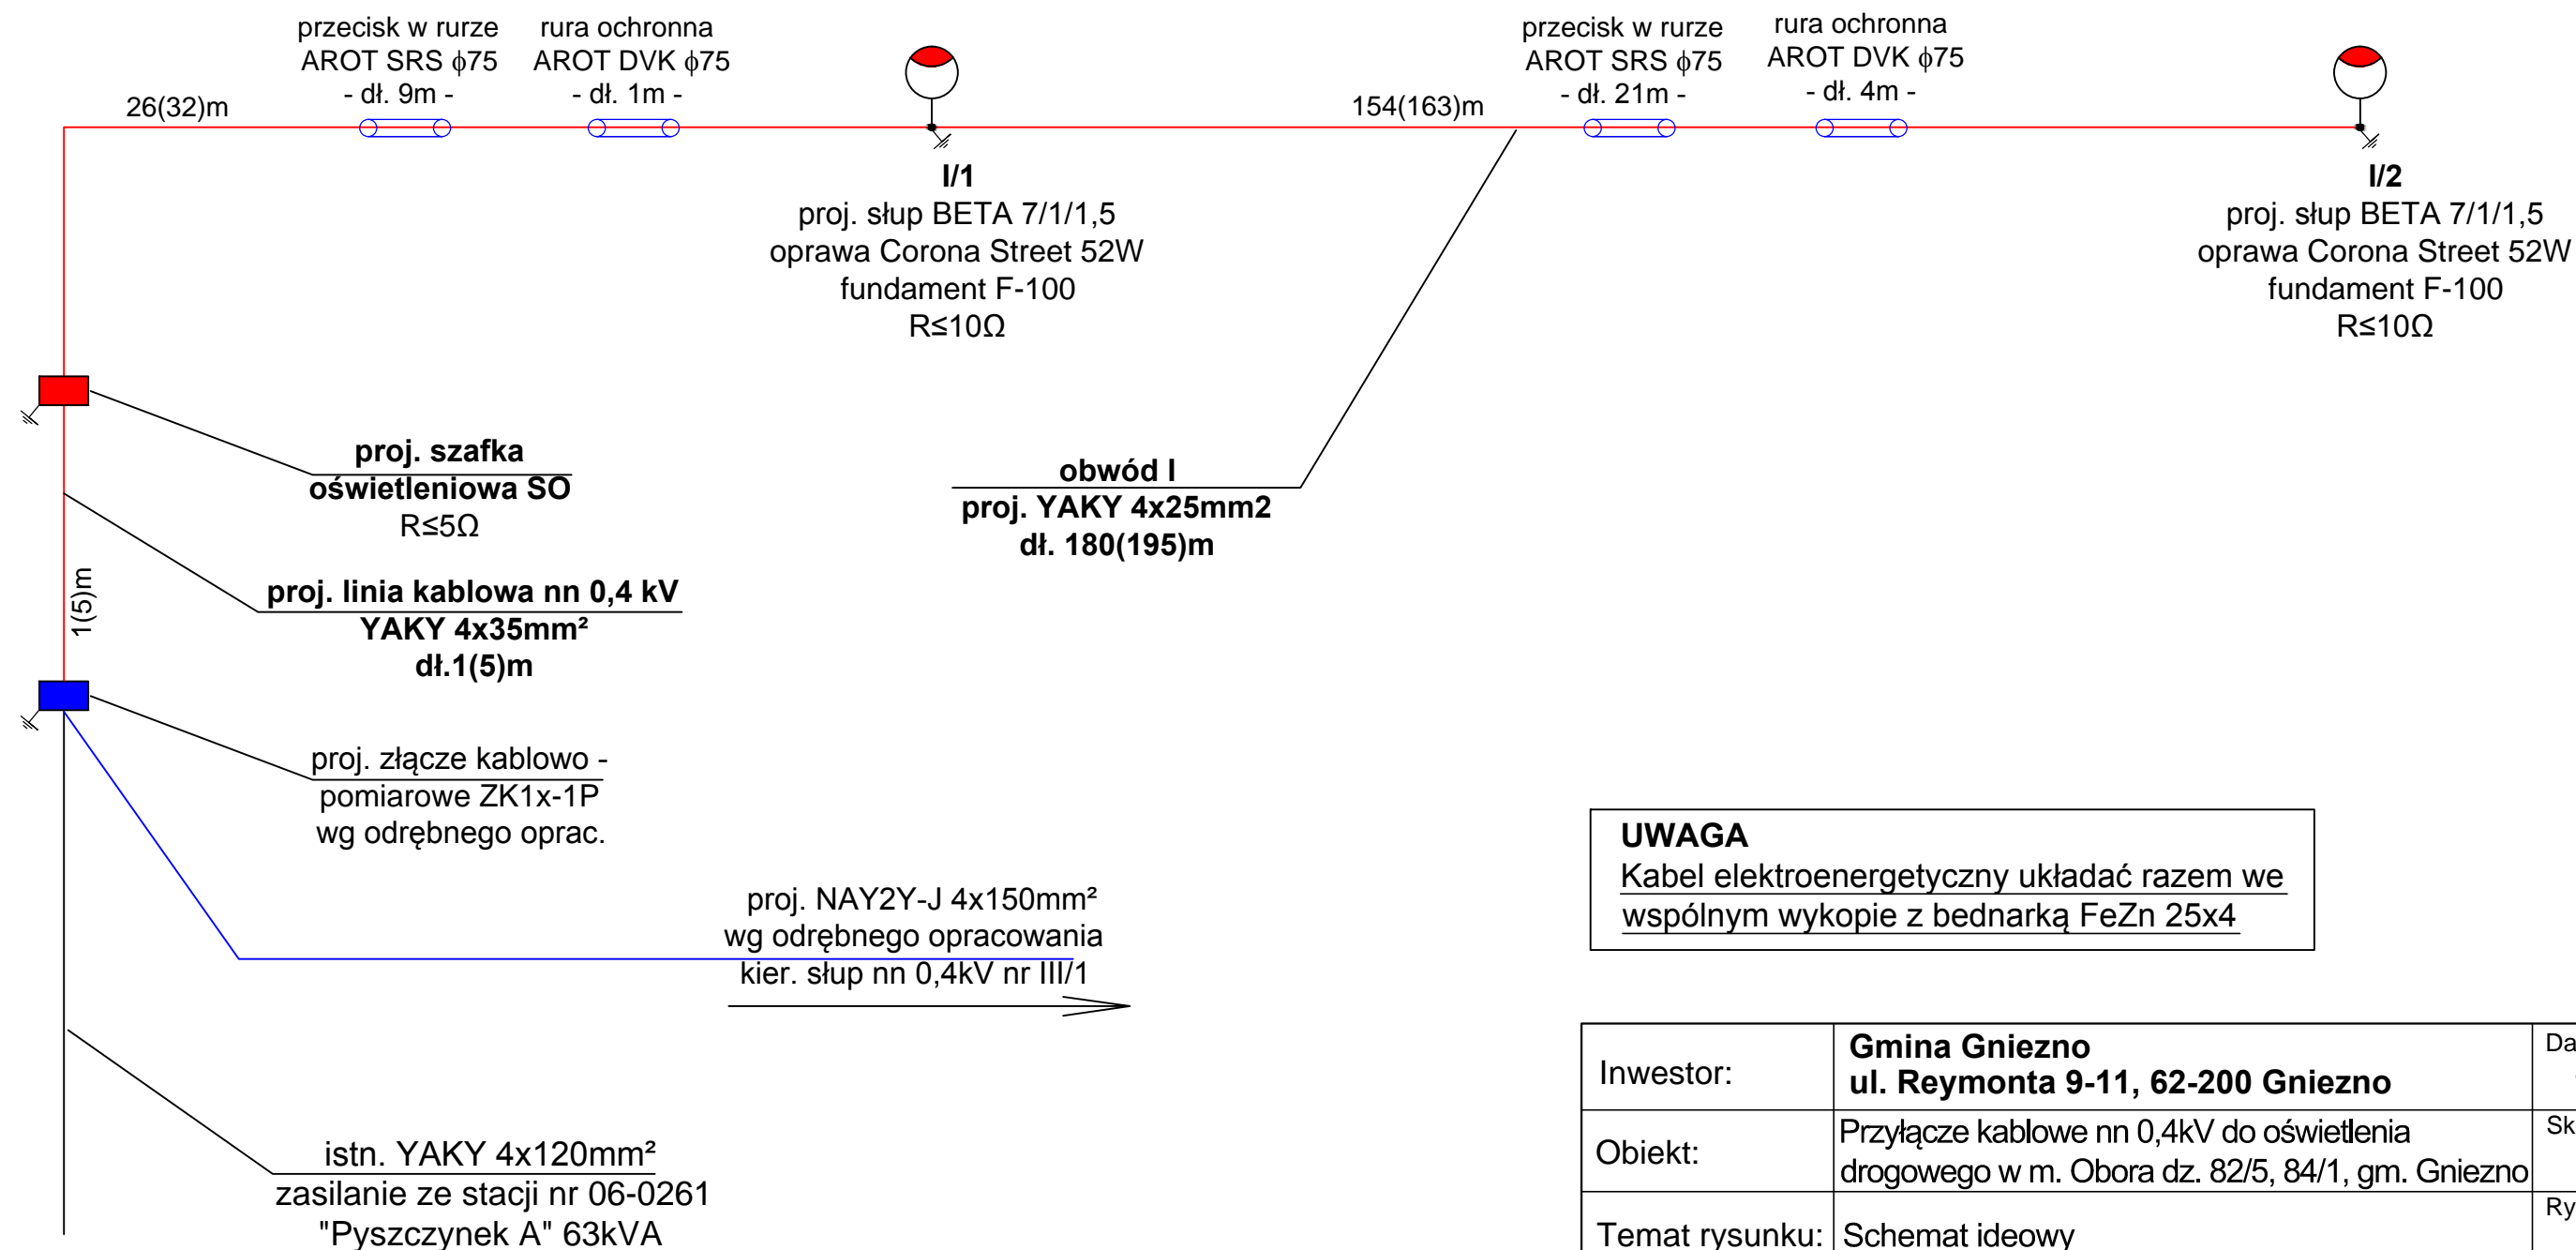 przecisk w rurze
AROT SRS ϕ75
- dł. 9m -
rura ochronna
AROT DVK ϕ75
- dł. 1m -
przecisk w rurze
AROT SRS ϕ75
- dł. 21m -
rura ochronna
AROT DVK ϕ75
- dł. 4m -
26(32)m
154(163)m
I/1
proj. słup BETA 7/1/1,5
oprawa Corona Street 52W
fundament F-100
R≤10Ω
I/2
proj. słup BETA 7/1/1,5
oprawa Corona Street 52W
fundament F-100
R≤10Ω
proj. szafka
oświetleniowa SO
R≤5Ω
obwód I
proj. YAKY 4x25mm2
dł. 180(195)m
1(5)m
proj. linia kablowa nn 0,4 kV
YAKY 4x35mm²
dł.1(5)m
proj. złącze kablowo -
pomiarowe ZK1x-1P
wg odrębnego oprac.
proj. NAY2Y-J 4x150mm²
wg odrębnego opracowania
kier. słup nn 0,4kV nr III/1
UWAGA
Kabel elektroenergetyczny układać razem we
wspólnym wykopie z bednarką FeZn 25x4
istn. YAKY 4x120mm²
zasilanie ze stacji nr 06-0261
"Pyszczynek A" 63kVA
Inwestor:
Gmina Gniezno
ul. Reymonta 9-11, 62-200 Gniezno
Da
Obiekt:
Przyłącze kablowe nn 0,4kV do oświetlenia
drogowego w m. Obora dz. 82/5, 84/1, gm. Gniezno
Sk
Temat rysunku:
Schemat ideowy
Ry